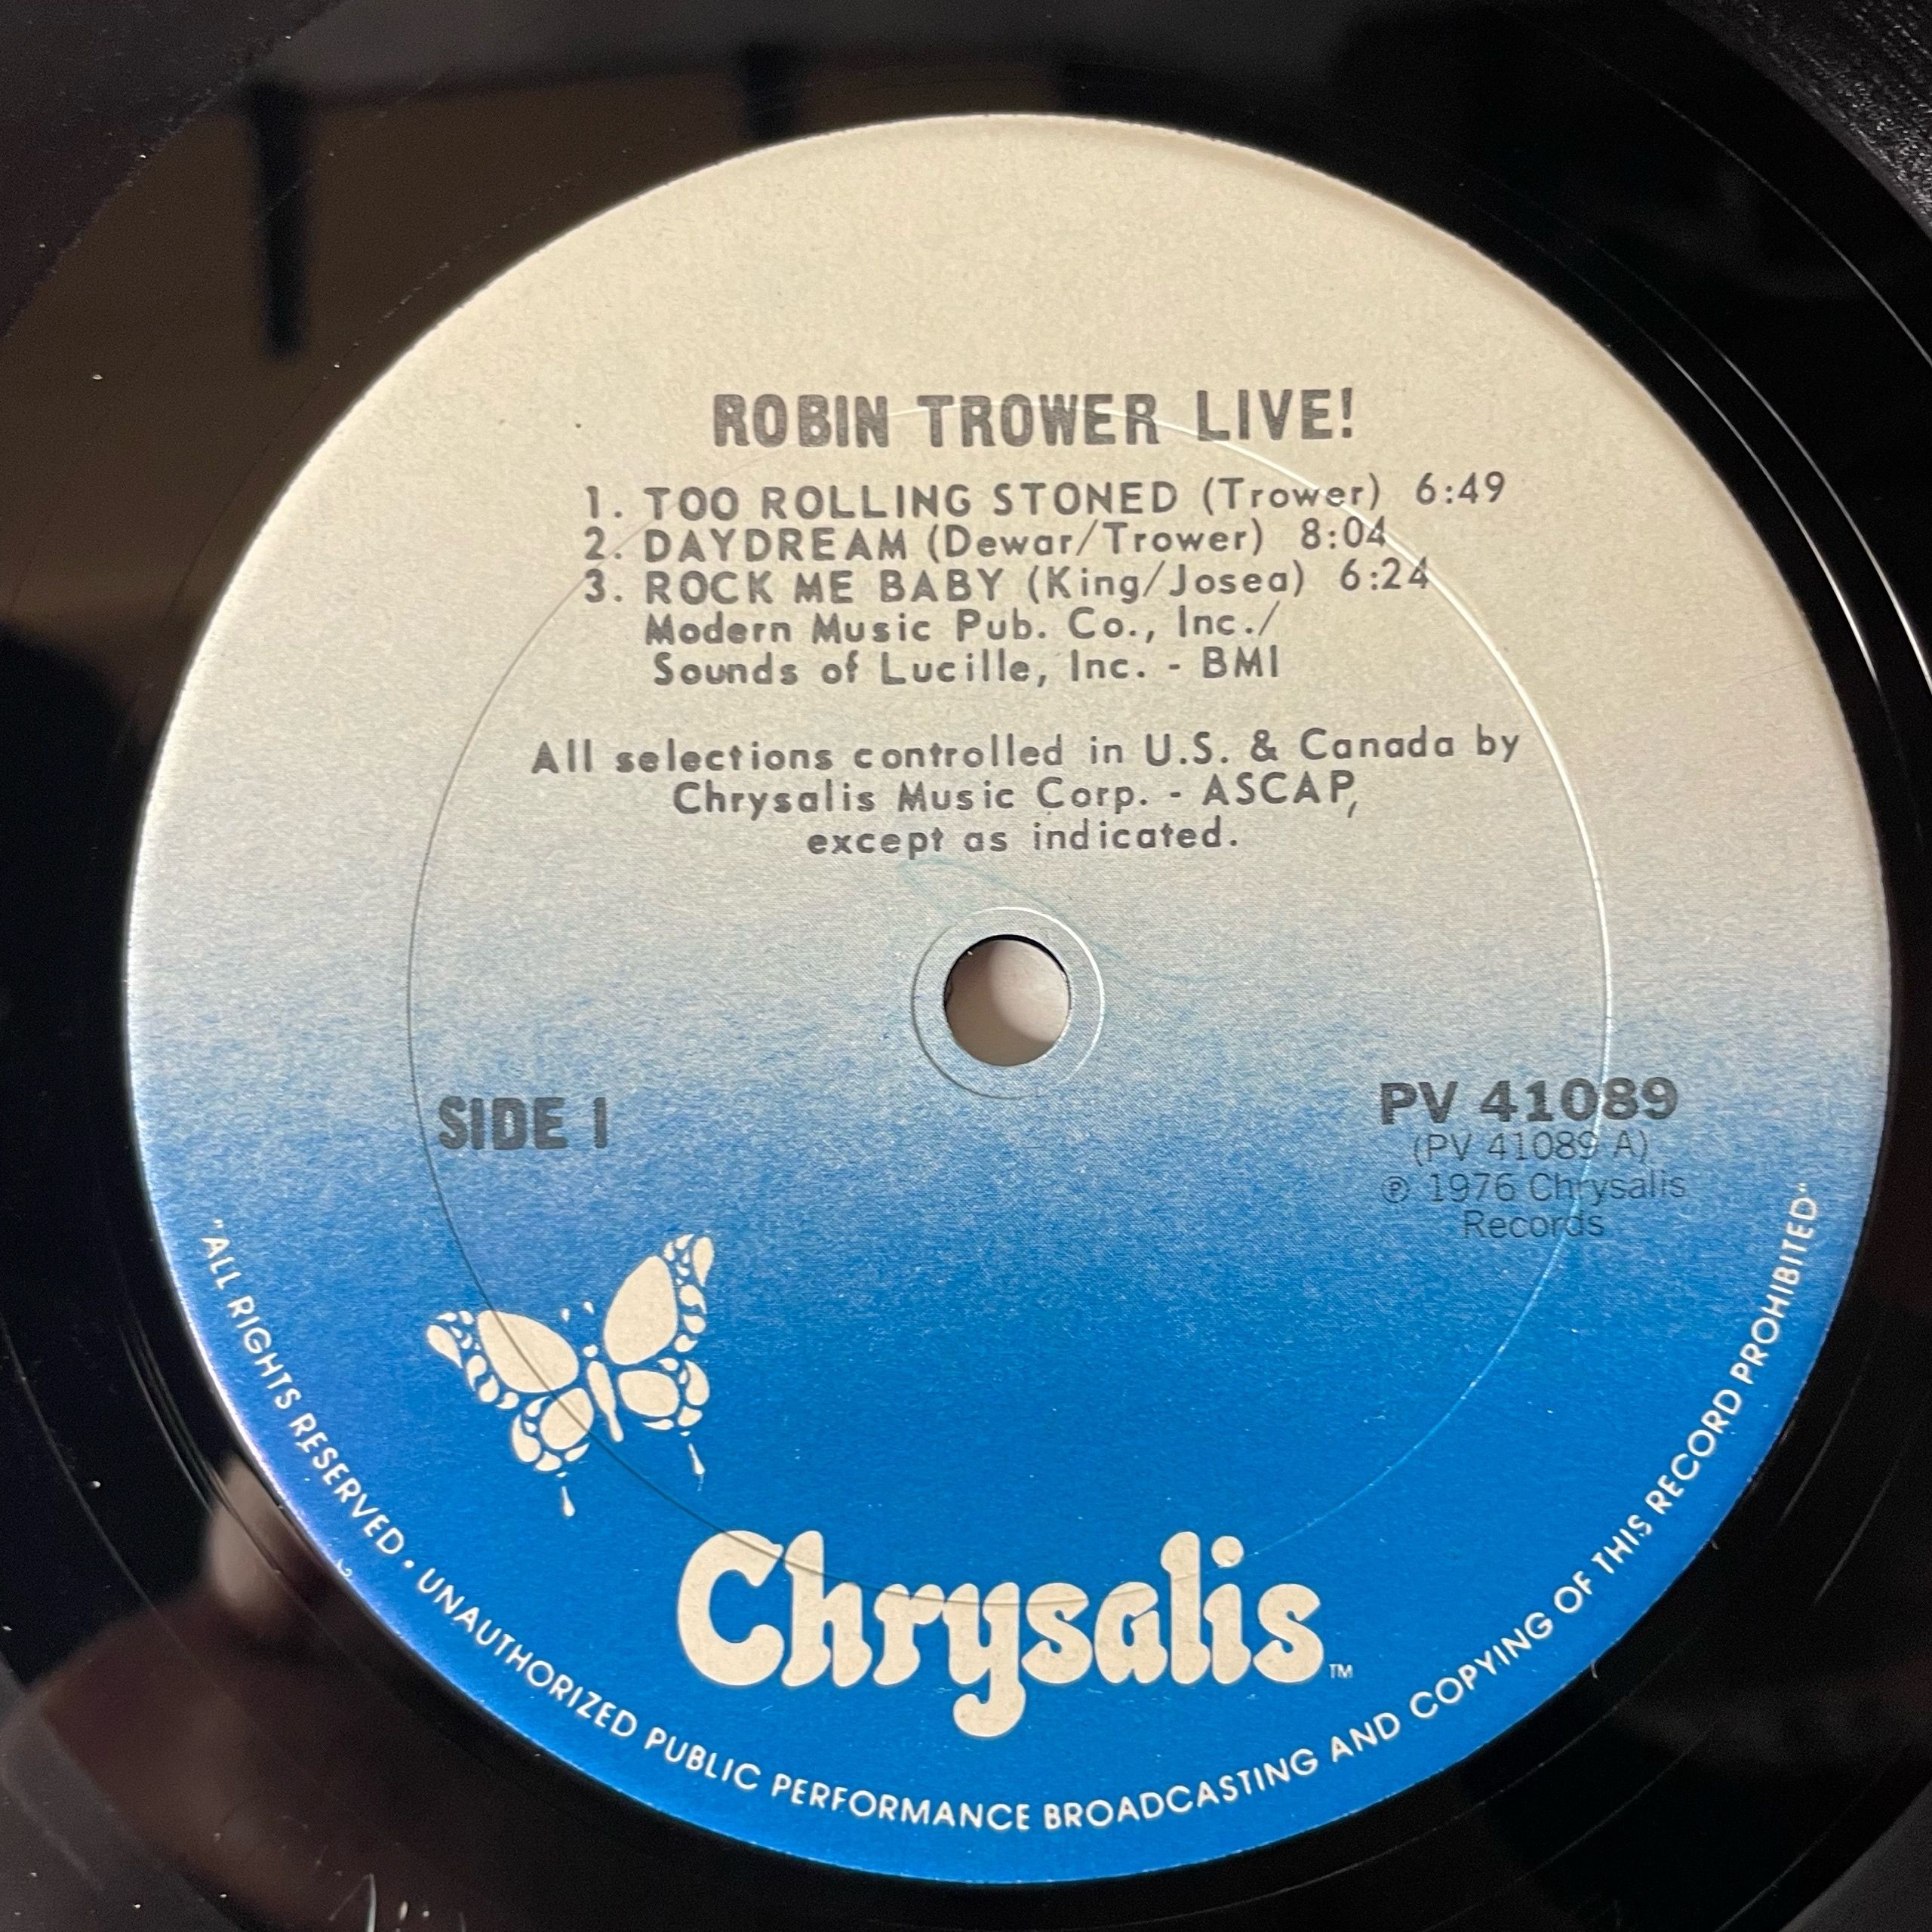 ROBIN TROWER LIVE!
1. TOO ROLLING STONED (Trower) 6:49
2. DAYDREAM (Dewar/Trower) 8:04
3. ROCK ME BABY (King/Josea) 6:24
Modern Music Pub. Co., Inc./
Sounds of Lucille, Inc. - BMI
All selections controlled in U.S. & Canada by
Chrysalis Music Corp. - ASCAP,
except as indicated.
SIDE 1
PV 41089
(PV 41089 A)
℗ 1976 Chrysalis
Records
Chrysalis™
"ALL RIGHTS RESERVED • UNAUTHORIZED PUBLIC PERFORMANCE BROADCASTING AND COPYING OF THIS RECORD PROHIBITED"